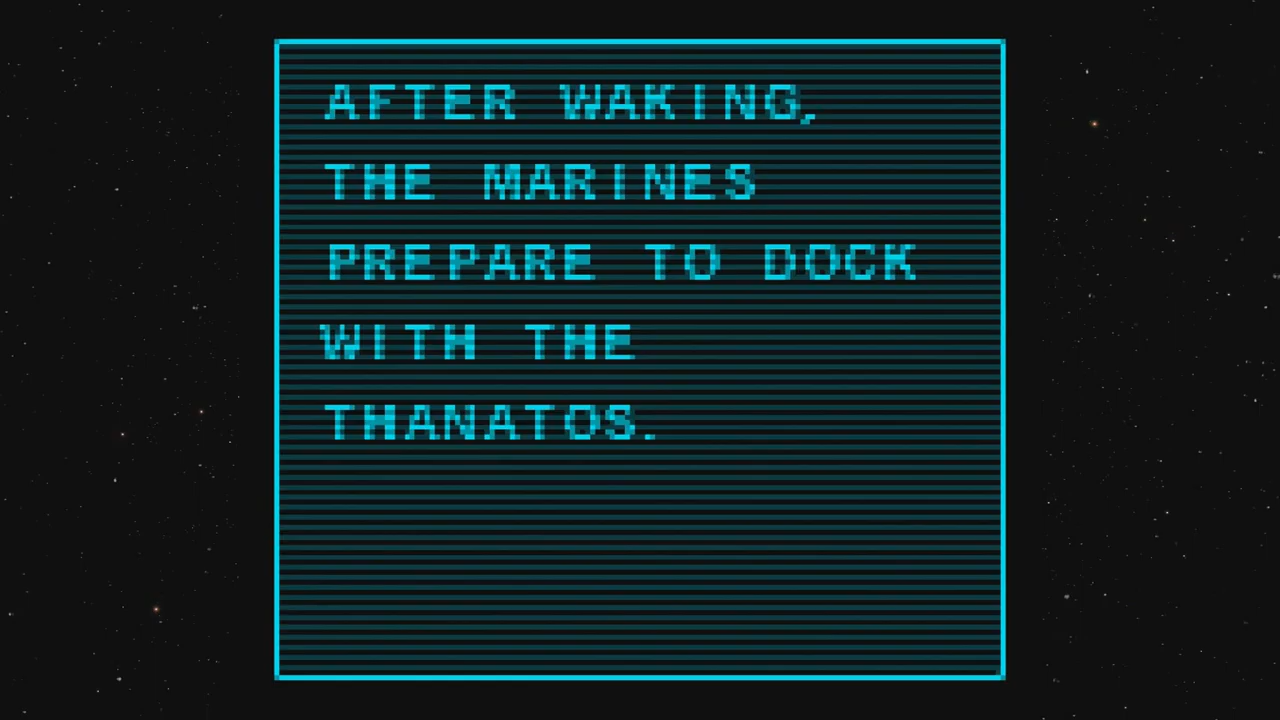 AFTER WAKING,
THE MARINES
PREPARE TO DOCK
WITH THE
THANATOS.